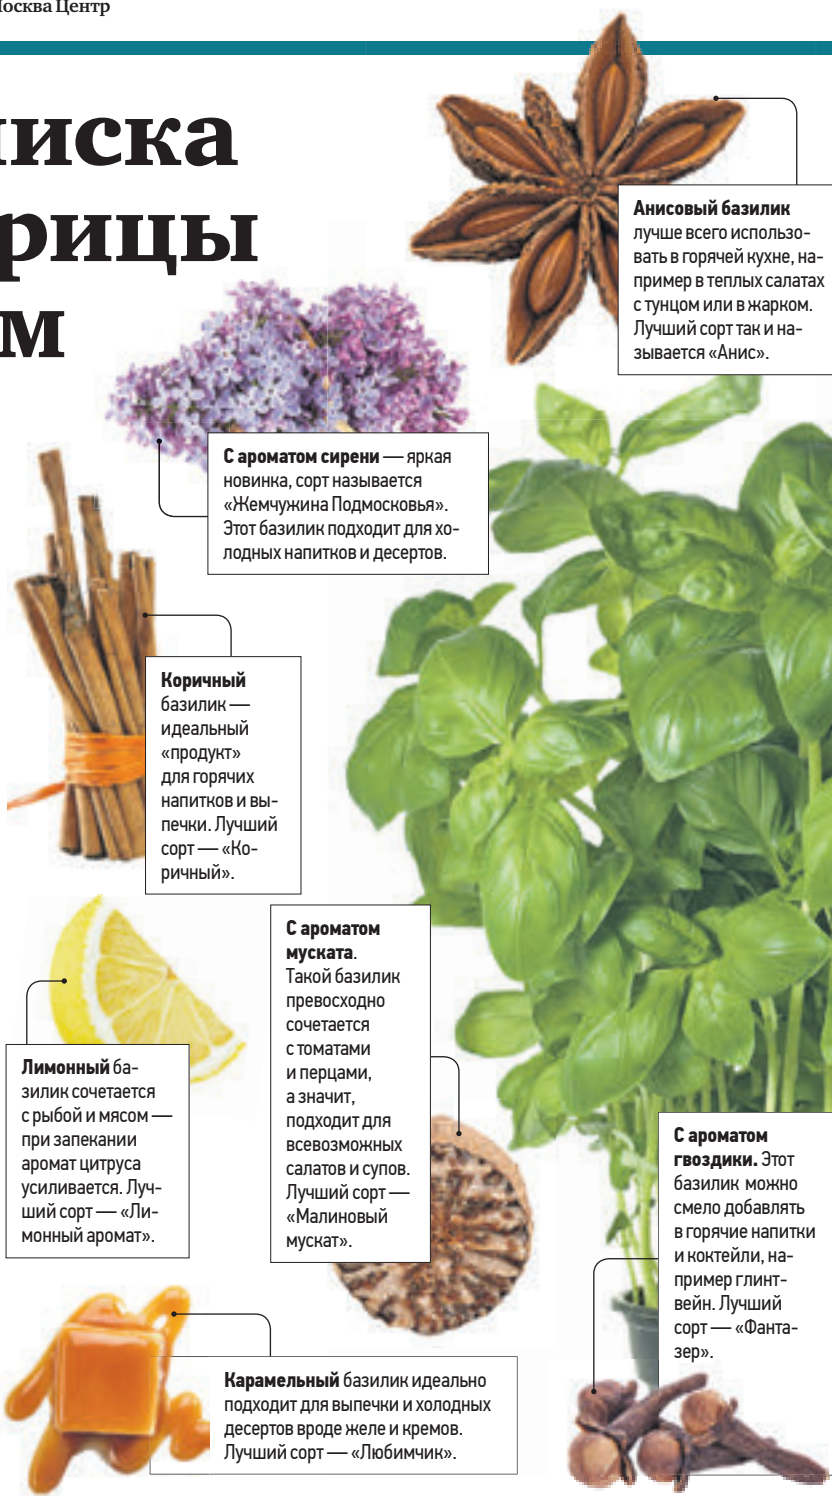 Москва Центр
иска
рицы
м
Анисовый базилик
лучше всего использо-
вать в горячей кухне, на-
пример в теплых салатах
с тунцом или в жарком.
Лучший сорт так и на-
зывается «Анис».
С ароматом сирени — яркая
новинка, сорт называется
«Жемчужина Подмосковья».
Этот базилик подходит для хо-
лодных напитков и десертов.
Коричный
базилик —
идеальный
«продукт»
для горячих
напитков и вы-
печки. Лучший
сорт — «Ко-
ричный».
С ароматом
муската.
Такой базилик
превосходно
сочетается
с томатами
и перцами,
а значит,
подходит для
всевозможных
салатов и супов.
Лучший сорт —
«Малиновый
мускат».
Лимонный ба-
зилик сочетается
с рыбой и мясом —
при запекании
аромат цитруса
усиливается. Луч-
ший сорт — «Ли-
монный аромат».
С ароматом
гвоздики. Этот
базилик можно
смело добавлять
в горячие напитки
и коктейли, на-
пример глинт-
вейн. Лучший
сорт — «Фанта-
зер».
Карамельный базилик идеально
подходит для выпечки и холодных
десертов вроде желе и кремов.
Лучший сорт — «Любимчик».